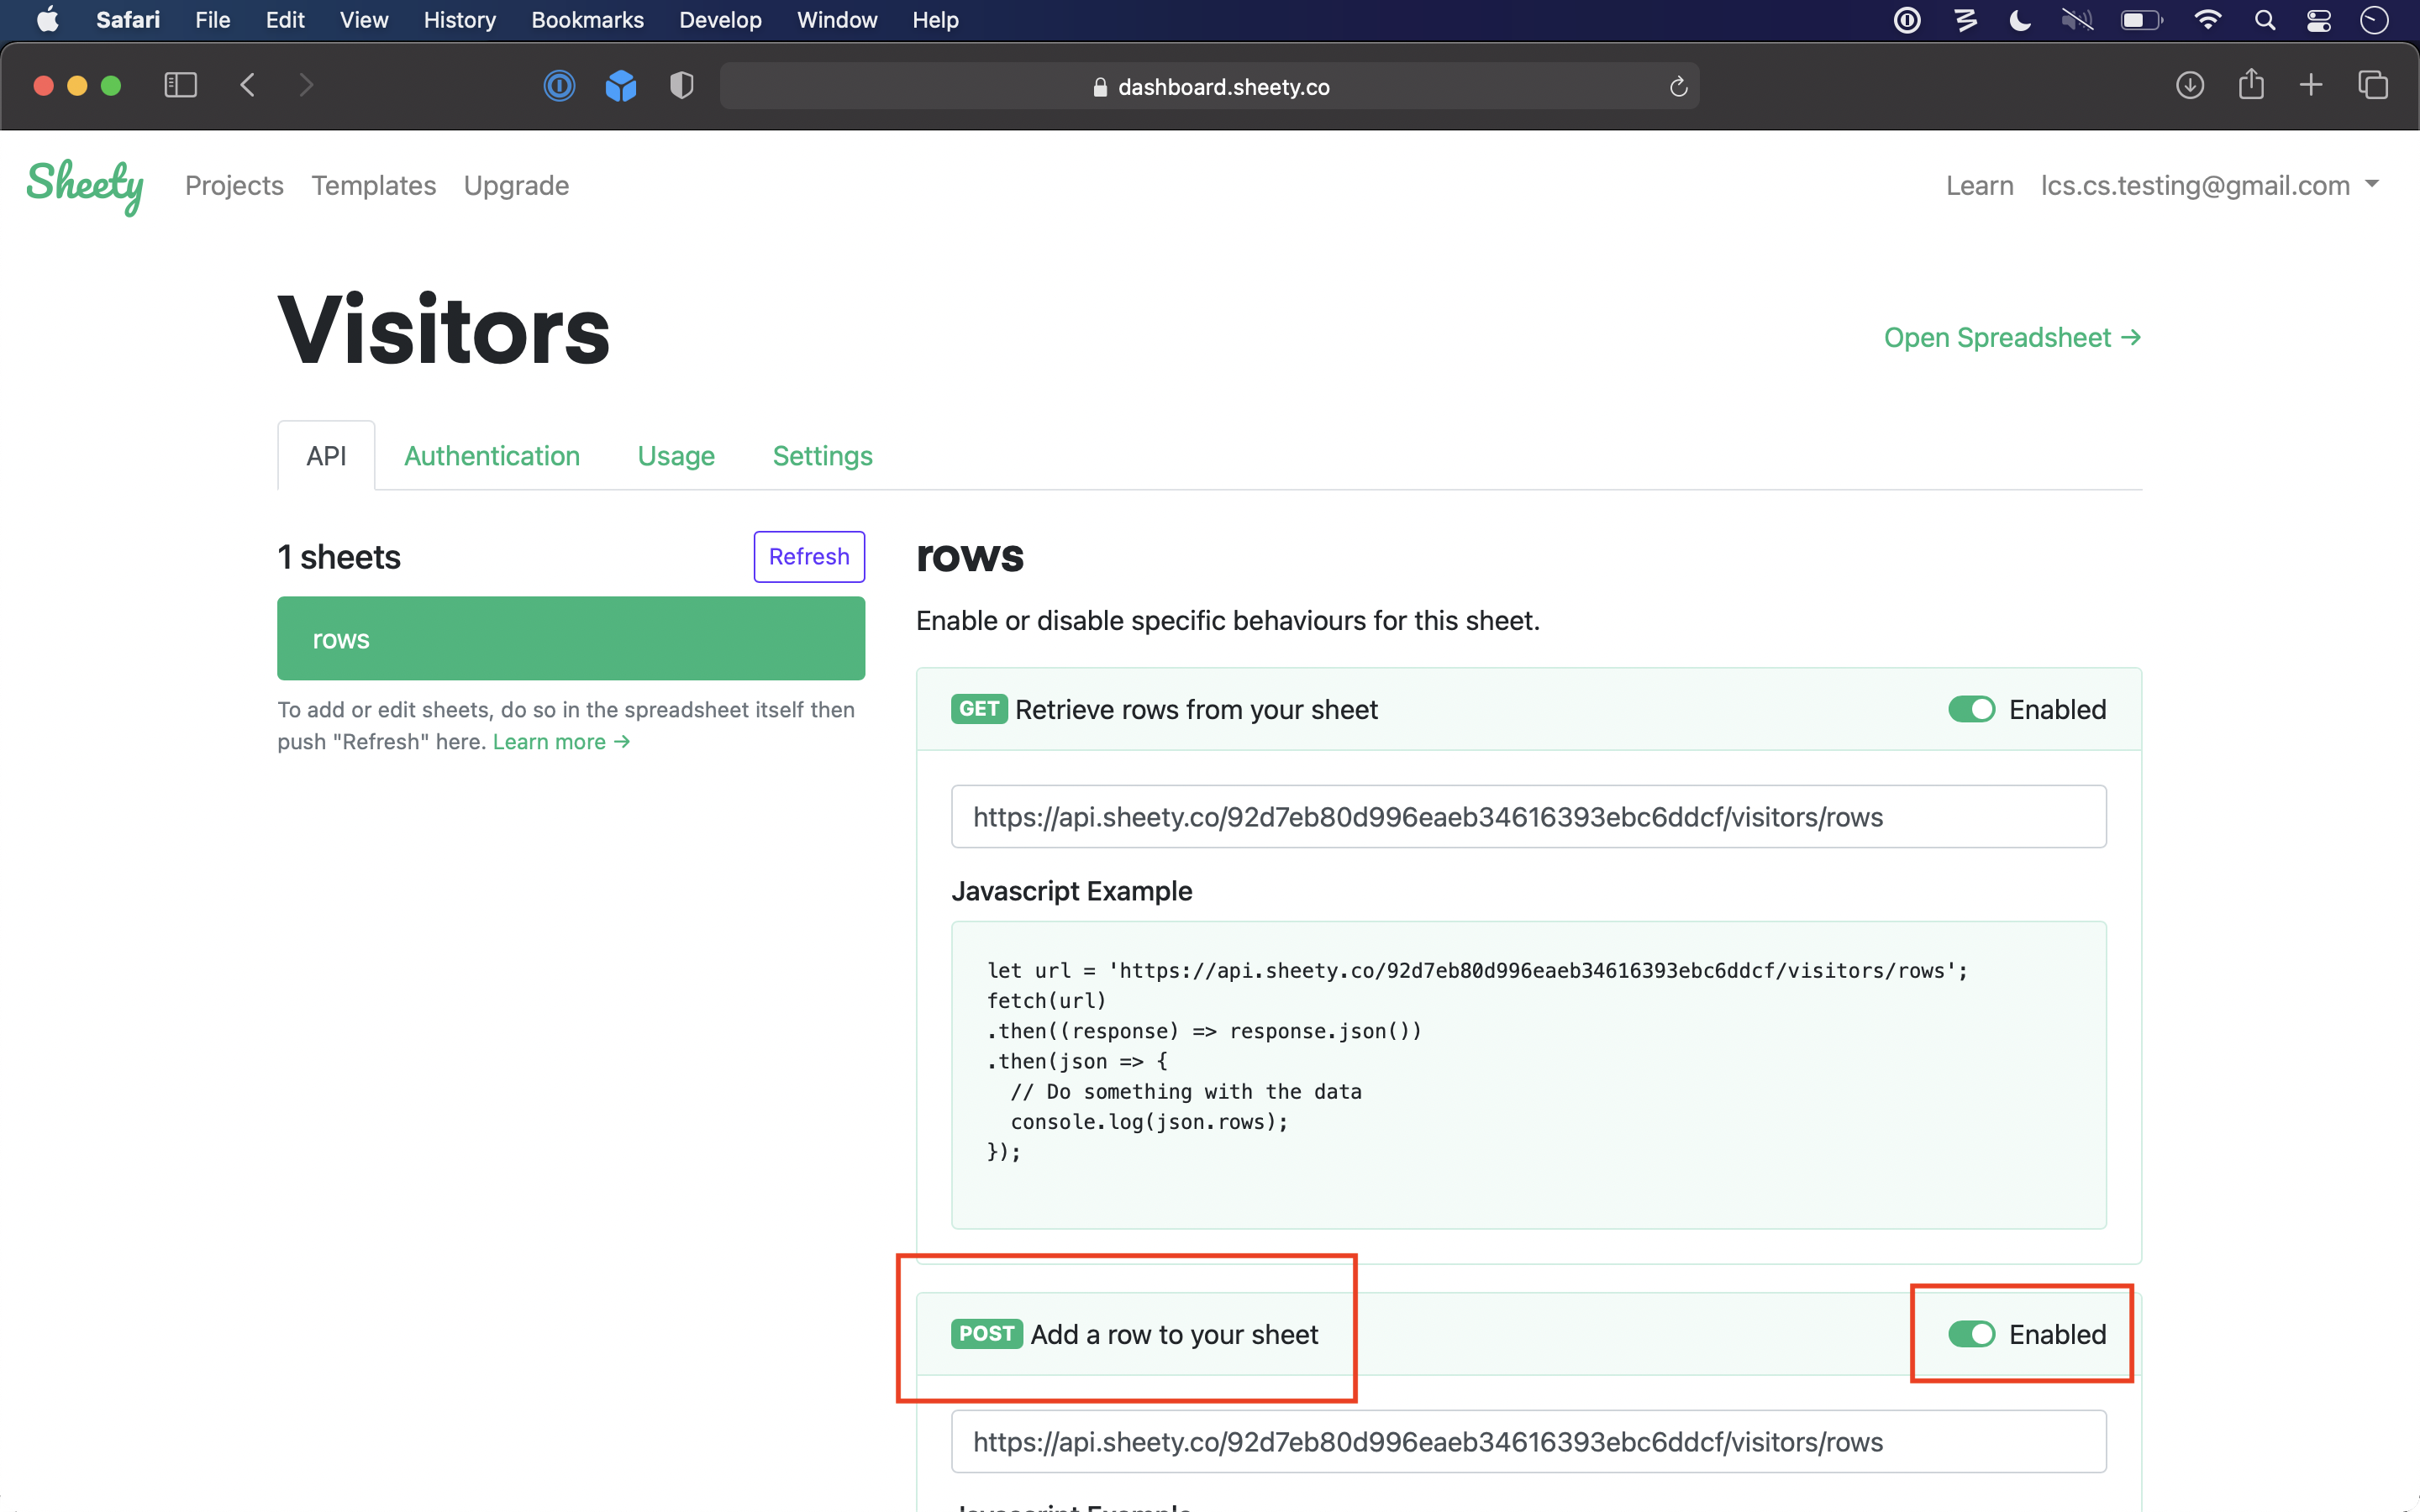 Safari File Edit View History Bookmarks Develop Window Help
dashboard.sheety.co
Sheety Projects Templates Upgrade Learn lcs.cs.testing@gmail.com
Visitors
Open Spreadsheet →
API Authentication Usage Settings
1 sheets Refresh
rows
To add or edit sheets, do so in the spreadsheet itself then
push "Refresh" here. Learn more →
rows
Enable or disable specific behaviours for this sheet.
GET Retrieve rows from your sheet Enabled
https://api.sheety.co/92d7eb80d996eaeb34616393ebc6ddcf/visitors/rows
Javascript Example
let url = 'https://api.sheety.co/92d7eb80d996eaeb34616393ebc6ddcf/visitors/rows';
fetch(url)
.then((response) => response.json())
.then(json => {
  // Do something with the data
  console.log(json.rows);
});
POST Add a row to your sheet Enabled
https://api.sheety.co/92d7eb80d996eaeb34616393ebc6ddcf/visitors/rows
Javascript Example